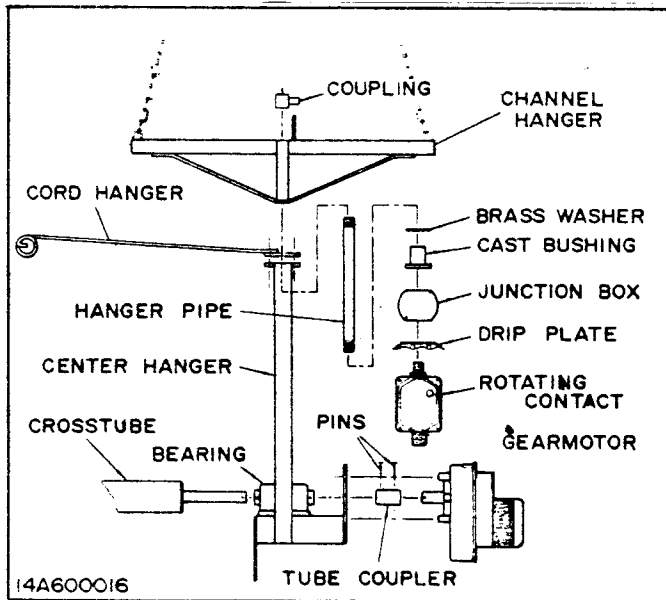 COUPLING
CHANNEL
HANGER
CORD HANGER
BRASS WASHER
CAST BUSHING
JUNCTION BOX
HANGER PIPE
DRIP PLATE
CENTER HANGER
ROTATING
CONTACT
CROSSTUBE
PINS
GEARMOTOR
BEARING
TUBE COUPLER
14A600016